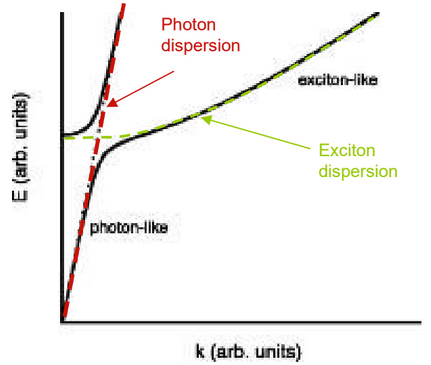 Photon
dispersion
exciton-like
Exciton
dispersion
photon-like
E (arb. units)
k (arb. units)